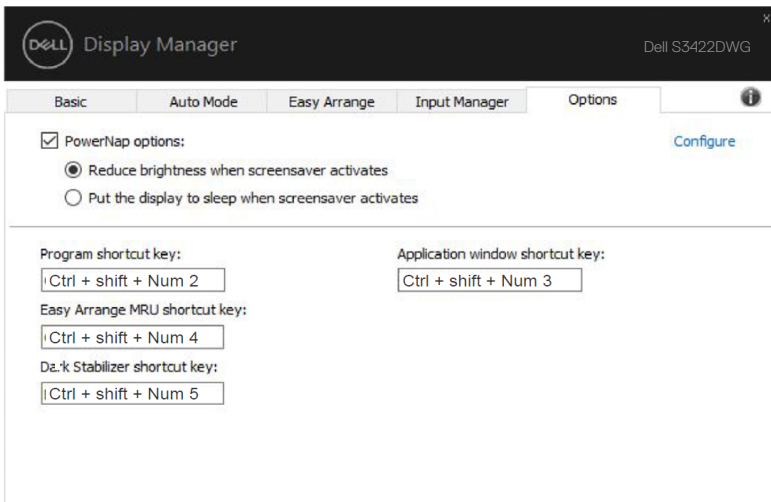 DELL Display Manager
Dell S3422DWG
x
Basic Auto Mode Easy Arrange Input Manager Options
PowerNap options:
Configure
Reduce brightness when screensaver activates
Put the display to sleep when screensaver activates
Program shortcut key:
Application window shortcut key:
Ctrl + shift + Num 2
Ctrl + shift + Num 3
Easy Arrange MRU shortcut key:
Ctrl + shift + Num 4
Dark Stabilizer shortcut key:
Ctrl + shift + Num 5